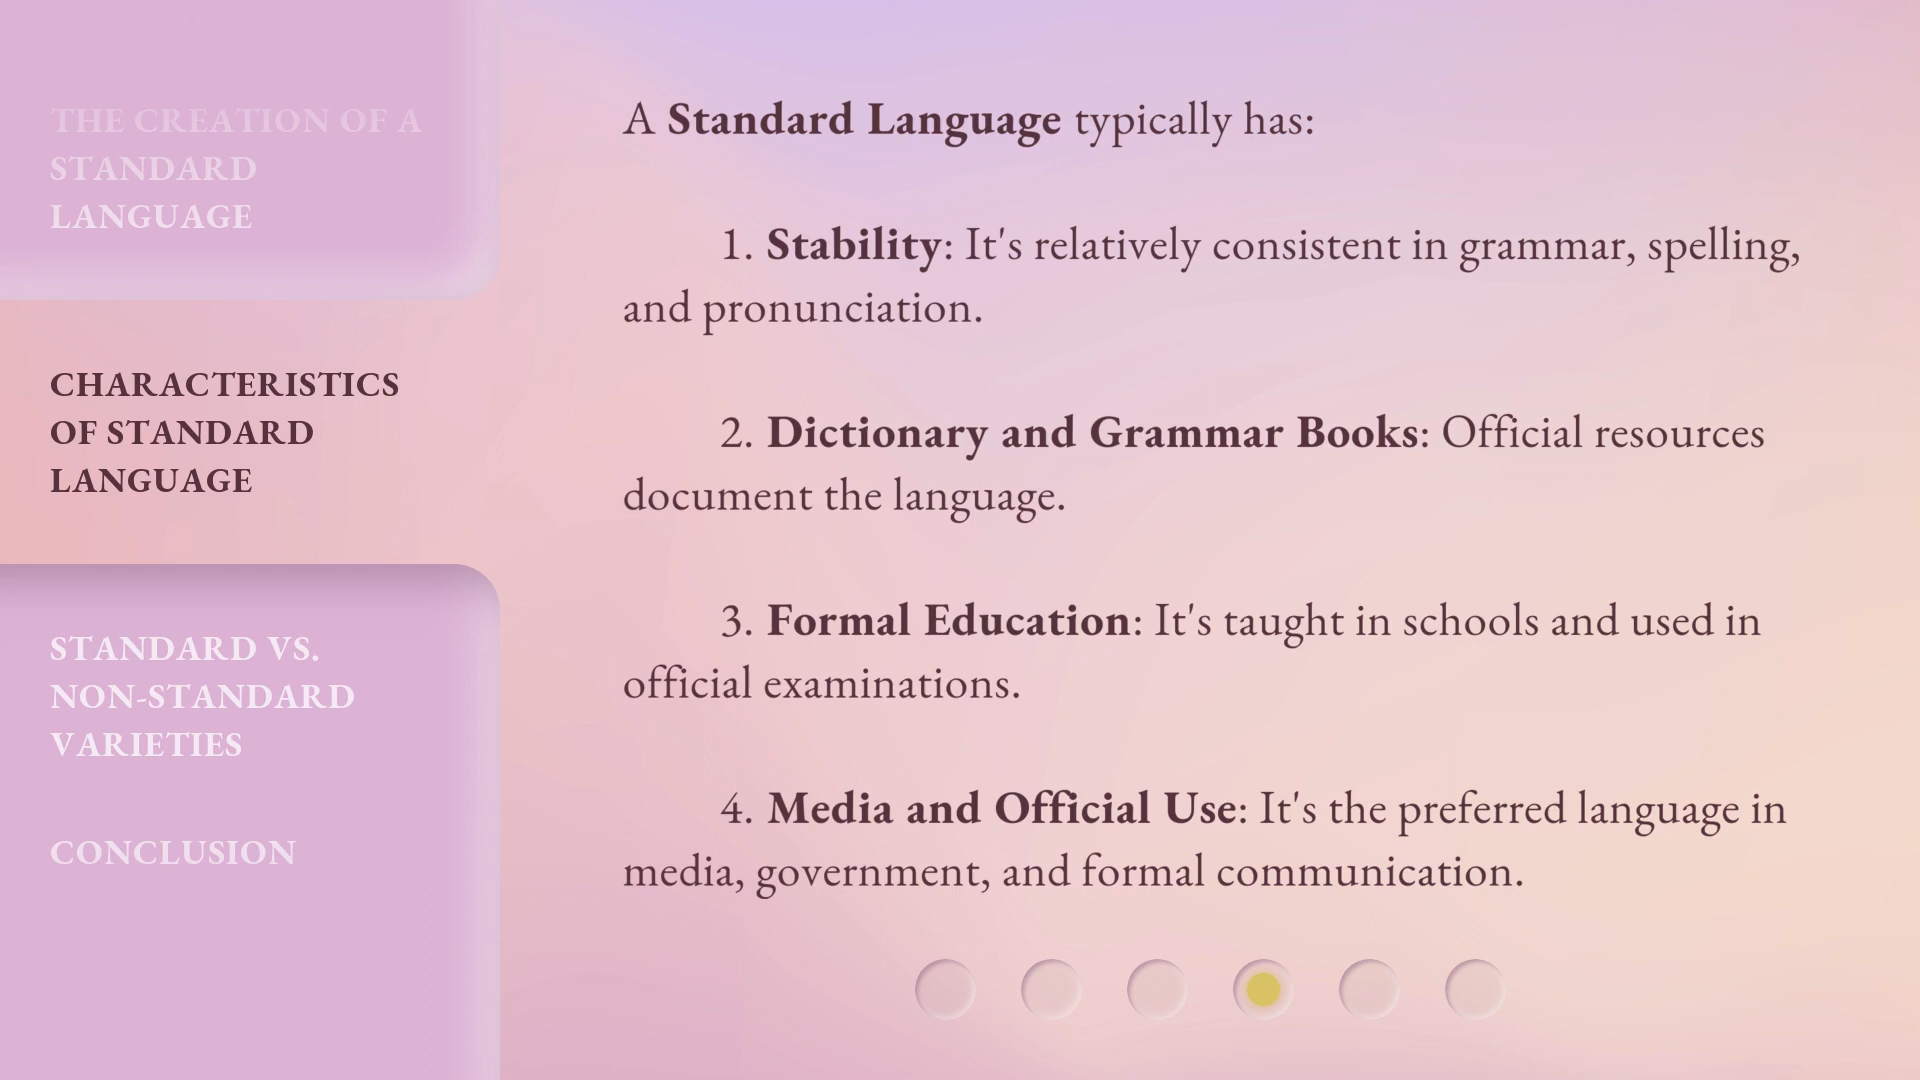 THE CREATION OF A
STANDARD
LANGUAGE
CHARACTERISTICS
OF STANDARD
LANGUAGE
STANDARD VS.
NON-STANDARD
VARIETIES
CONCLUSION
A Standard Language typically has:
1. Stability: It's relatively consistent in grammar, spelling,
and pronunciation.
2. Dictionary and Grammar Books: Official resources
document the language.
3. Formal Education: It's taught in schools and used in
official examinations.
4. Media and Official Use: It's the preferred language in
media, government, and formal communication.